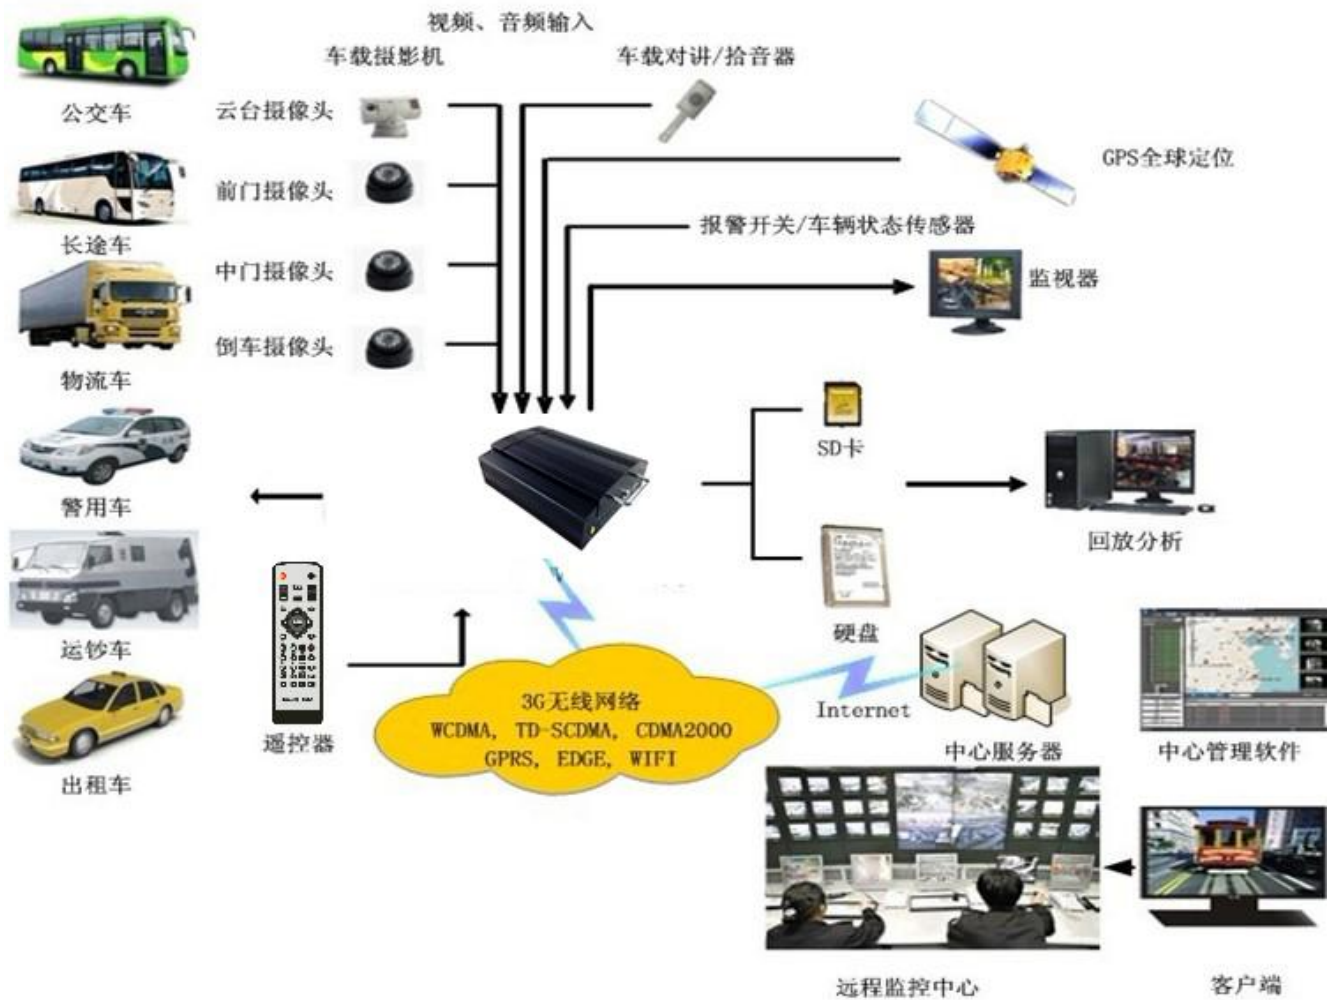 视频、音频输入
车载摄影机
车载对讲/拾音器
公交车
云台摄像头
GPS全球定位
前门摄像头
长途车
报警开关/车辆状态传感器
中门摄像头
监视器
倒车摄像头
物流车
SD卡
警用车
回放分析
硬盘
运钞车
3G无线网络
WCDMA, TD-SCDMA, CDMA2000
GPRS, EDGE, WIFI
Internet
遥控器
中心服务器
中心管理软件
出租车
远程监控中心
客户端